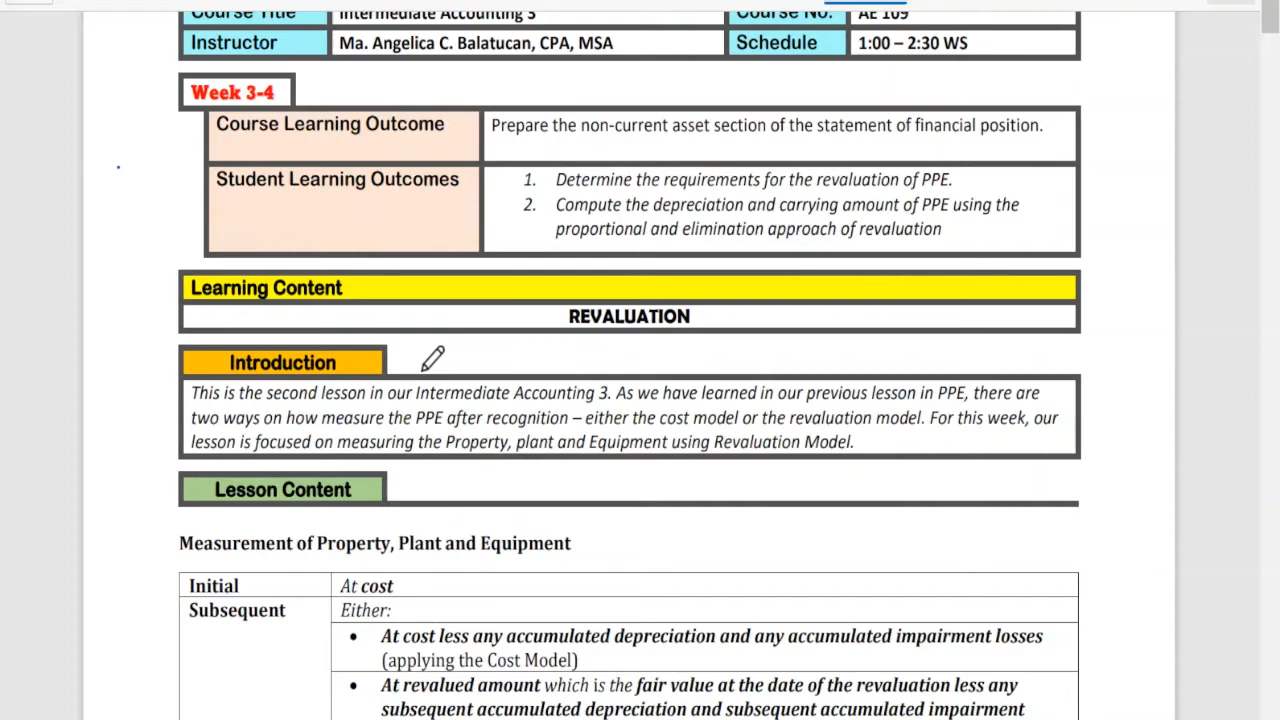 Course Title Intermediate Accounting 3 Course No. AE 109
Instructor Ma. Angelica C. Balatucan, CPA, MSA Schedule 1:00 – 2:30 WS
Week 3-4
Course Learning Outcome Prepare the non-current asset section of the statement of financial position.
Student Learning Outcomes 1. Determine the requirements for the revaluation of PPE.
2. Compute the depreciation and carrying amount of PPE using the
proportional and elimination approach of revaluation
Learning Content
REVALUATION
Introduction
This is the second lesson in our Intermediate Accounting 3. As we have learned in our previous lesson in PPE, there are
two ways on how measure the PPE after recognition – either the cost model or the revaluation model. For this week, our
lesson is focused on measuring the Property, plant and Equipment using Revaluation Model.
Lesson Content
Measurement of Property, Plant and Equipment
Initial At cost
Subsequent Either:
• At cost less any accumulated depreciation and any accumulated impairment losses
(applying the Cost Model)
• At revalued amount which is the fair value at the date of the revaluation less any
subsequent accumulated depreciation and subsequent accumulated impairment